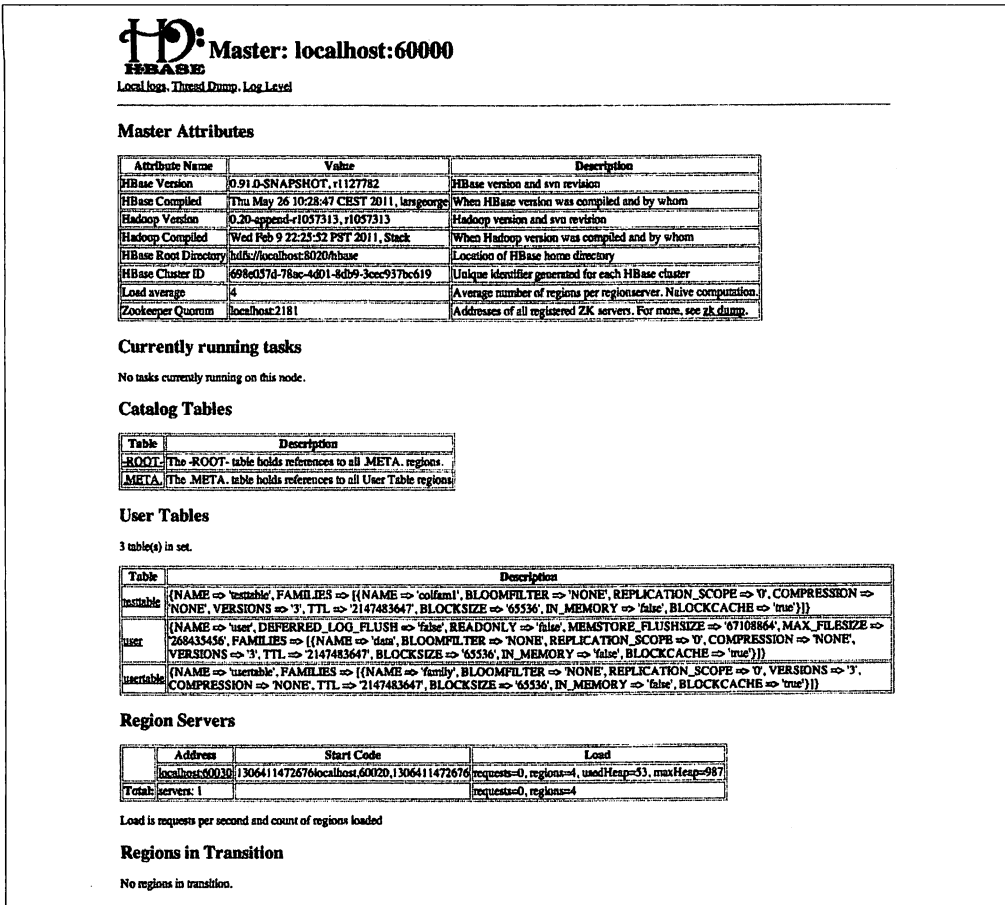 HBASE
Master: localhost:60000
Local logs, Thread Dump, Log Level
Master Attributes
Attribute Name Value Description
HBase Version 0.91.0-SNAPSHOT, r1127782 HBase version and svn revision
HBase Compiled Thu May 26 10:28:47 CEST 2011, larsgeorge When HBase version was compiled and by whom
Hadoop Version 0.20-append-r1057313, r1057313 Hadoop version and svn revision
Hadoop Compiled Wed Feb 9 22:25:52 PST 2011, Stack When Hadoop version was compiled and by whom
HBase Root Directory hdfs://localhost:8020/hbase Location of HBase home directory
HBase Cluster ID 698e057d-78ac-4d01-8db9-3cec937bc619 Unique identifier generated for each HBase cluster
Load average 4 Average number of regions per regionserver. Naive computation.
Zookeeper Quorum localhost:2181 Addresses of all registered ZK servers. For more, see zk dump.
Currently running tasks
No tasks currently running on this node.
Catalog Tables
Table Description
-ROOT- The -ROOT- table holds references to all .META. regions.
.META. The .META. table holds references to all User Table regions
User Tables
3 table(s) in set.
Table Description
testtable {NAME => 'testtable', FAMILIES => [{NAME => 'colfam1', BLOOMFILTER => 'NONE', REPLICATION_SCOPE => '0', COMPRESSION =>
'NONE', VERSIONS => '3', TTL => '2147483647', BLOCKSIZE => '65536', IN_MEMORY => 'false', BLOCKCACHE => 'true'}]}
user {NAME => 'user', DEFERRED_LOG_FLUSH => 'false', READONLY => 'false', MEMSTORE_FLUSHSIZE => '67108864', MAX_FILESIZE =>
'268435456', FAMILIES => [{NAME => 'data', BLOOMFILTER => 'NONE', REPLICATION_SCOPE => '0', COMPRESSION => 'NONE',
VERSIONS => '3', TTL => '2147483647', BLOCKSIZE => '65536', IN_MEMORY => 'false', BLOCKCACHE => 'true'}]}
usertable {NAME => 'usertable', FAMILIES => [{NAME => 'family', BLOOMFILTER => 'NONE', REPLICATION_SCOPE => '0', VERSIONS => '3',
COMPRESSION => 'NONE', TTL => '2147483647', BLOCKSIZE => '65536', IN_MEMORY => 'false', BLOCKCACHE => 'true'}]}
Region Servers
Address Start Code Load
localhost:60030 1306411472676localhost,60020,1306411472676 requests=0, regions=4, usedHeap=53, maxHeap=987
Total: servers: 1 requests=0, regions=4
Load is requests per second and count of regions loaded
Regions in Transition
No regions in transition.